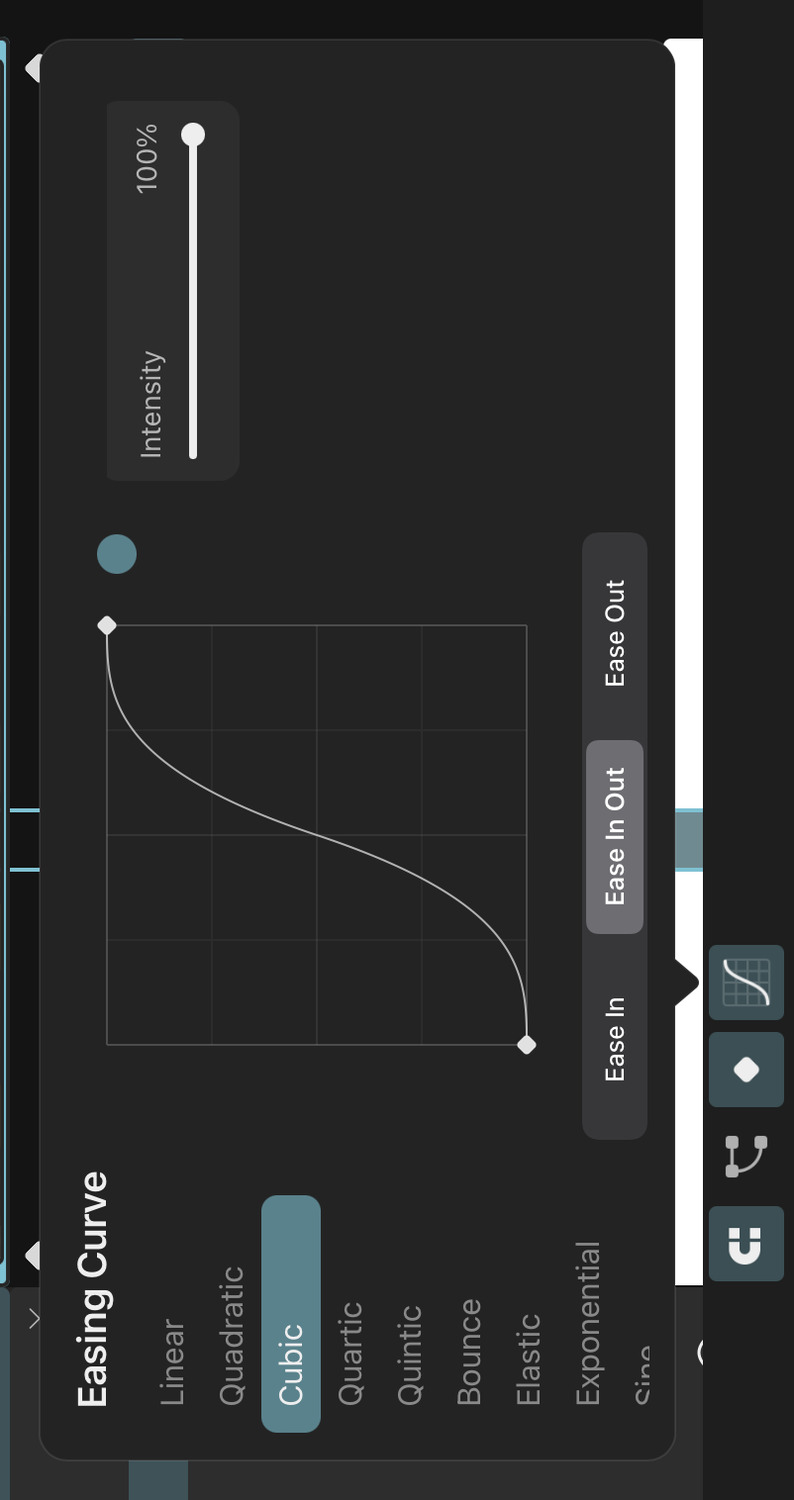 Easing Curve
Linear
Quadratic
Cubic
Quartic
Quintic
Bounce
Elastic
Exponential
Sine
Intensity
100%
Ease In
Ease In Out
Ease Out